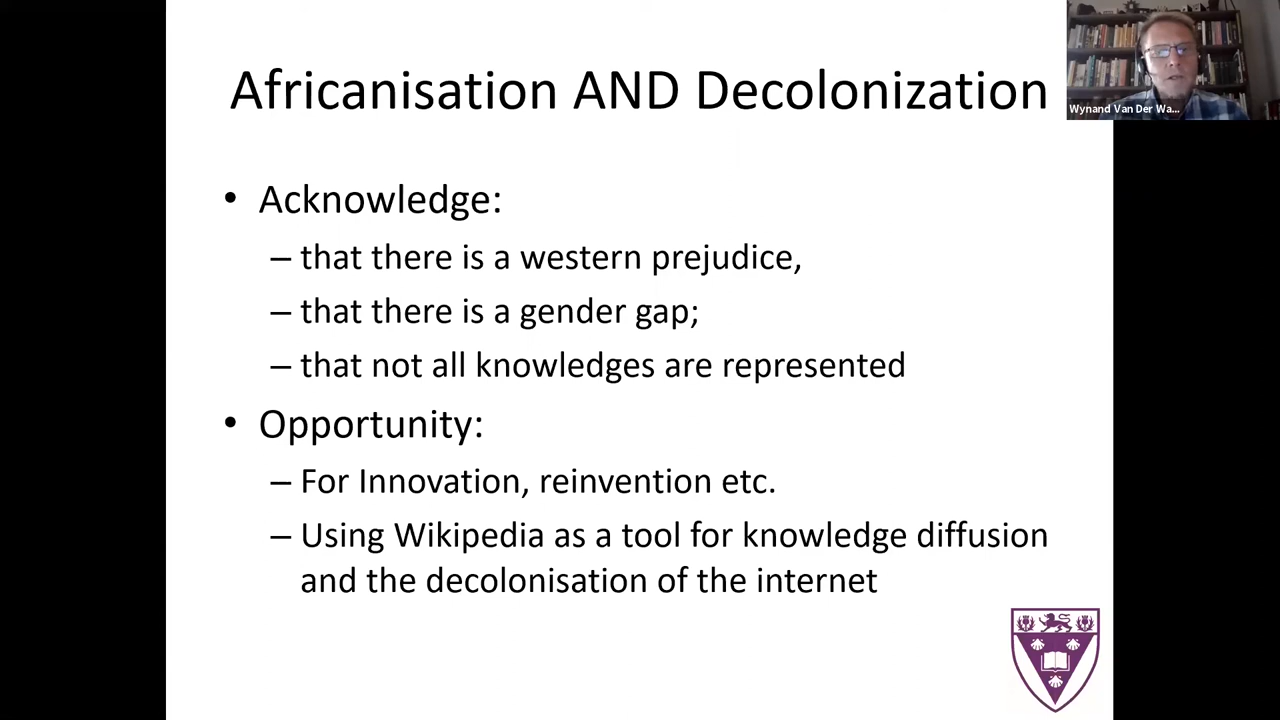 Africanisation AND Decolonization
Wynand Van Der Wa...
• Acknowledge:
– that there is a western prejudice,
– that there is a gender gap;
– that not all knowledges are represented
• Opportunity:
– For Innovation, reinvention etc.
– Using Wikipedia as a tool for knowledge diffusion
and the decolonisation of the internet